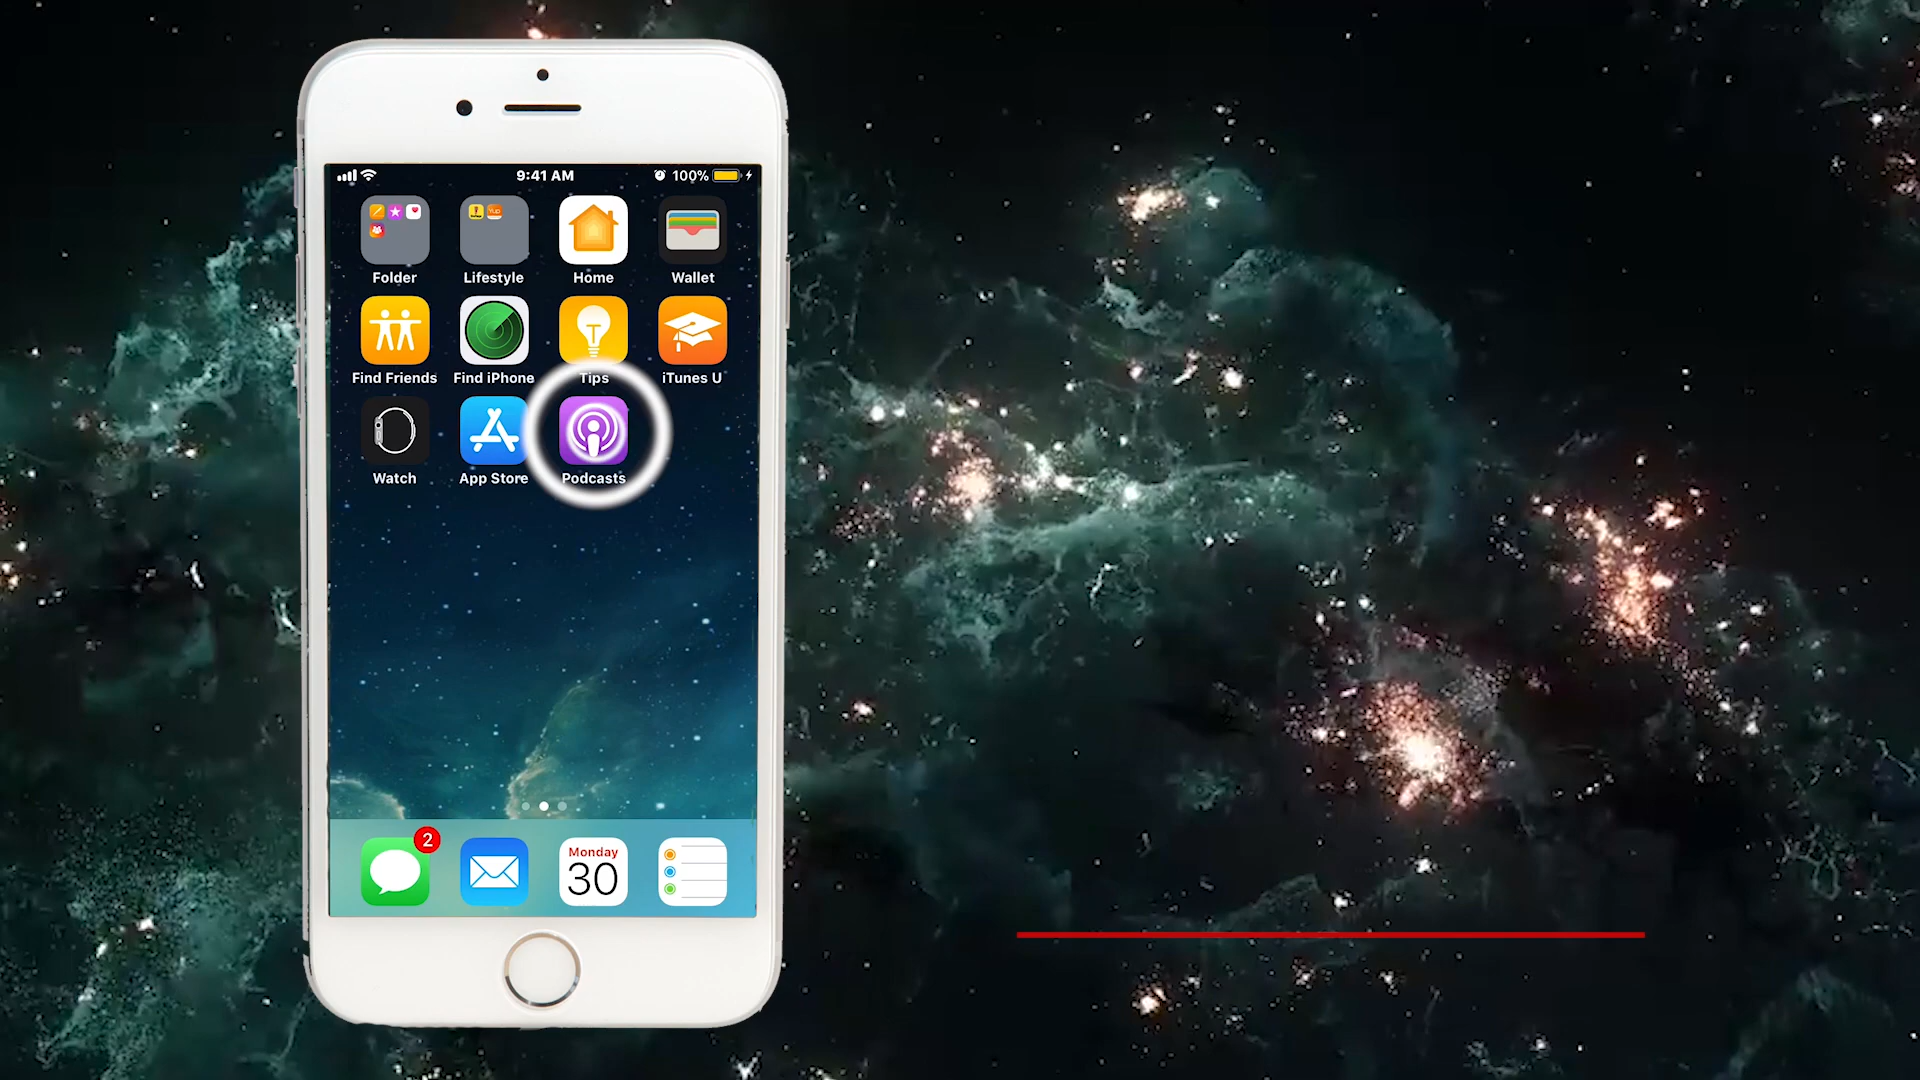 9:41 AM
100%
Folder
Lifestyle
Home
Wallet
Find Friends
Find iPhone
Tips
iTunes U
Watch
App Store
Podcasts
2
Monday
30